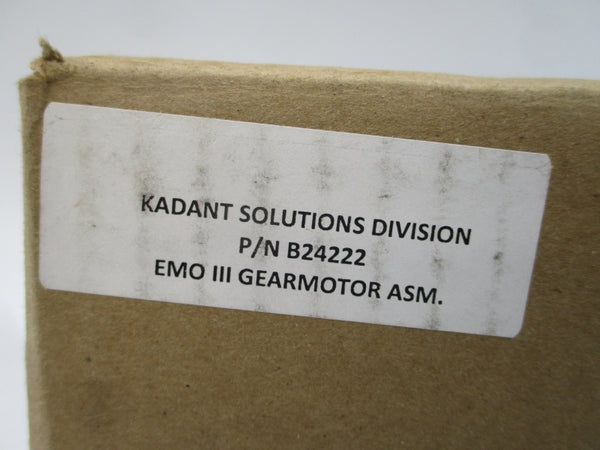 KADANT SOLUTIONS DIVISION
P/N B24222
EMO III GEARMOTOR ASM.